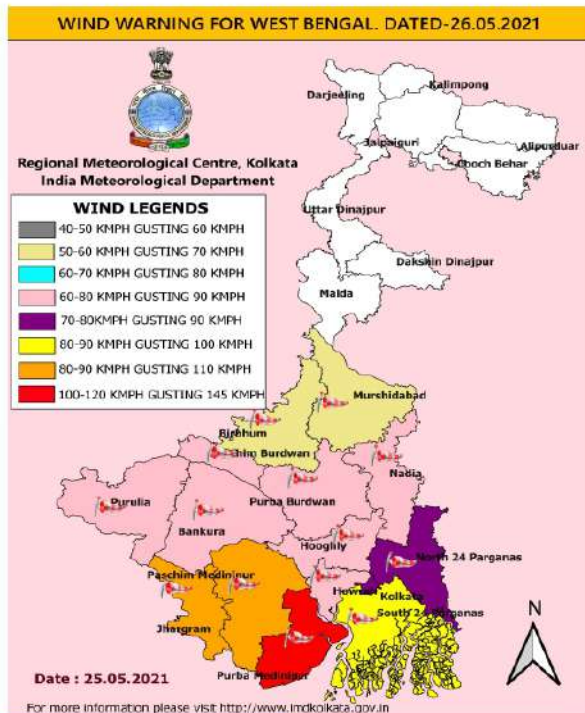 WIND WARNING FOR WEST BENGAL. DATED-26.05.2021
Regional Meteorological Centre, Kolkata
India Meteorological Department
WIND LEGENDS
40-50 KMPH GUSTING 60 KMPH
50-60 KMPH GUSTING 70 KMPH
60-70 KMPH GUSTING 80 KMPH
60-80 KMPH GUSTING 90 KMPH
70-80KMPH GUSTING 90 KMPH
80-90 KMPH GUSTING 100 KMPH
80-90 KMPH GUSTING 110 KMPH
100-120 KMPH GUSTING 145 KMPH
Kalimpong
Darjeeling
Jalpaiguri
Alipurduar
Cooch Behar
Uttar Dinajpur
Dakshin Dinajpur
Malda
Murshidabad
Birbhum
him Burdwan
Nadia
Purulia
Purba Burdwan
Bankura
Hooghly
North 24 Parganas
Paschim Medinipur
Howrah
Kolkata
South 24 Parganas
Jhargram
Purba Medinipur
N
Date : 25.05.2021
For more information please visit http://www.imdkolkata.gov.in